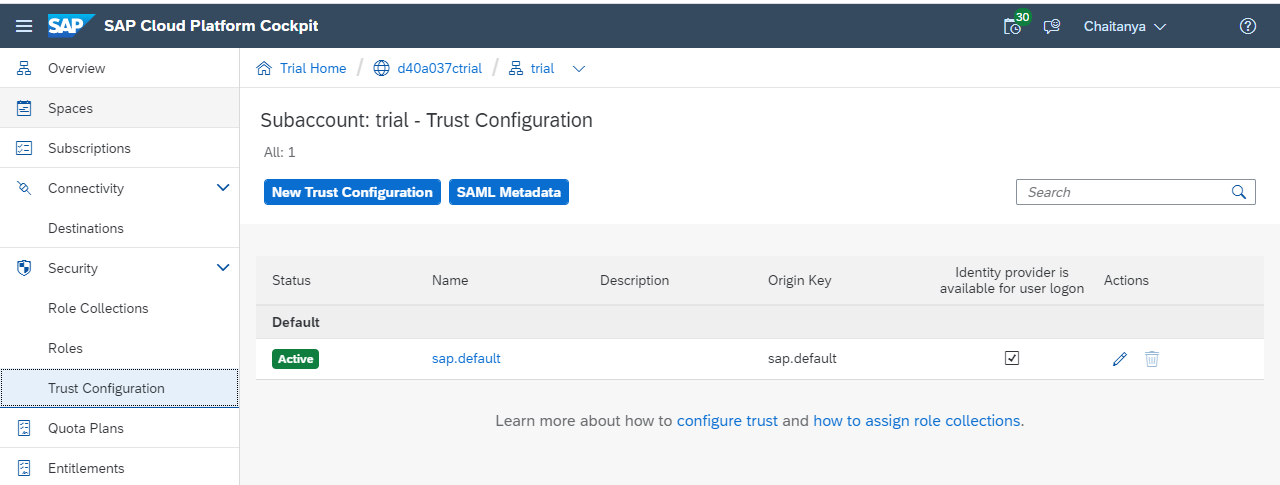 SAP SAP Cloud Platform Cockpit 30 Chaitanya
Overview
Spaces
Subscriptions
Connectivity
Destinations
Security
Role Collections
Roles
Trust Configuration
Quota Plans
Entitlements
Trial Home / d40a037ctrial / trial
Subaccount: trial - Trust Configuration
All: 1
New Trust Configuration SAML Metadata Search
Status Name Description Origin Key Identity provider is
available for user logon Actions
Default
Active sap.default sap.default
Learn more about how to configure trust and how to assign role collections.